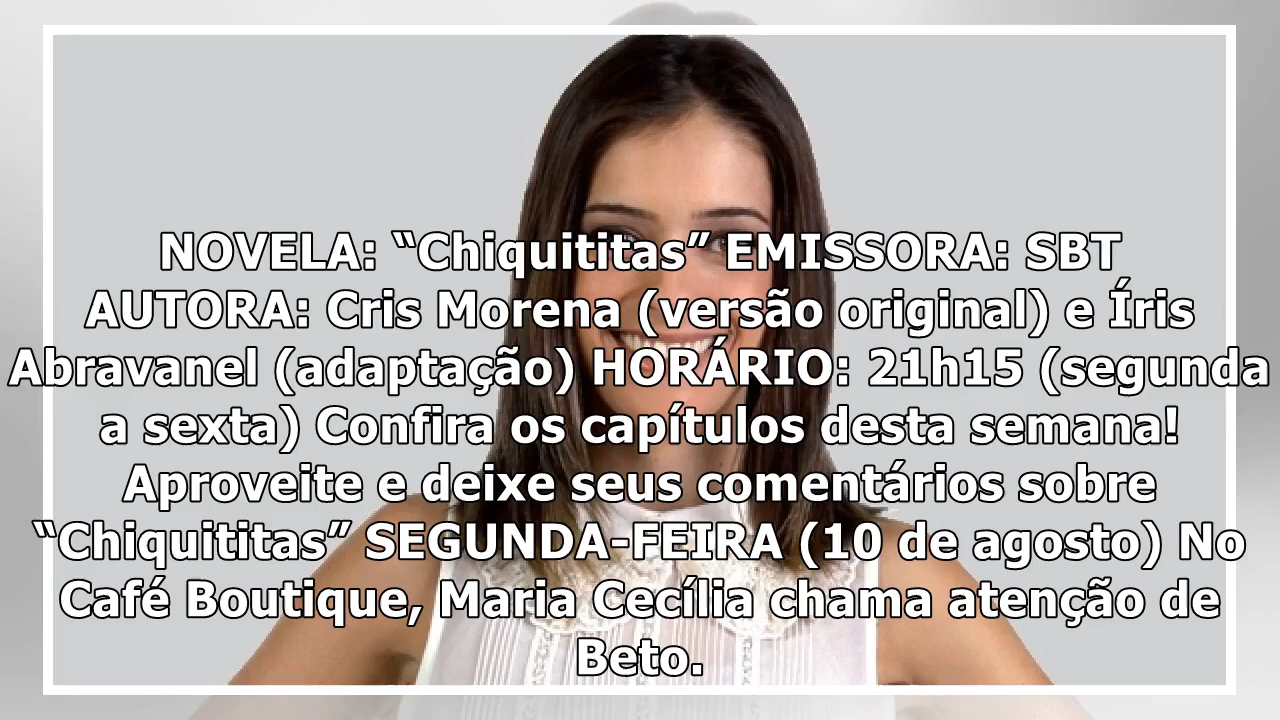 NOVELA: “Chiquititas” EMISSORA: SBT
AUTORA: Cris Morena (versão original) e Íris
Abravanel (adaptação) HORÁRIO: 21h15 (segunda
a sexta) Confira os capítulos desta semana!
Aproveite e deixe seus comentários sobre
“Chiquititas” SEGUNDA-FEIRA (10 de agosto) No
Café Boutique, Maria Cecília chama atenção de
Beto.